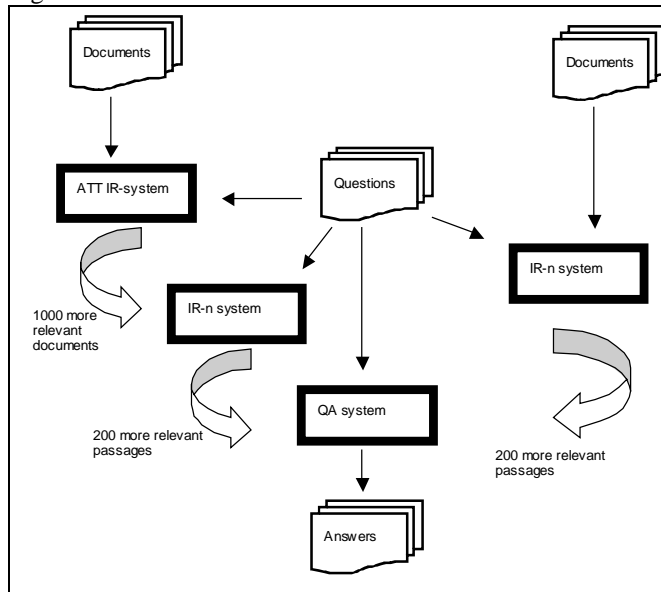 Documents
Documents
ATT IR-system
Questions
IR-n system
IR-n system
1000 more
relevant
documents
QA system
200 more relevant
passages
200 more relevant
passages
Answers